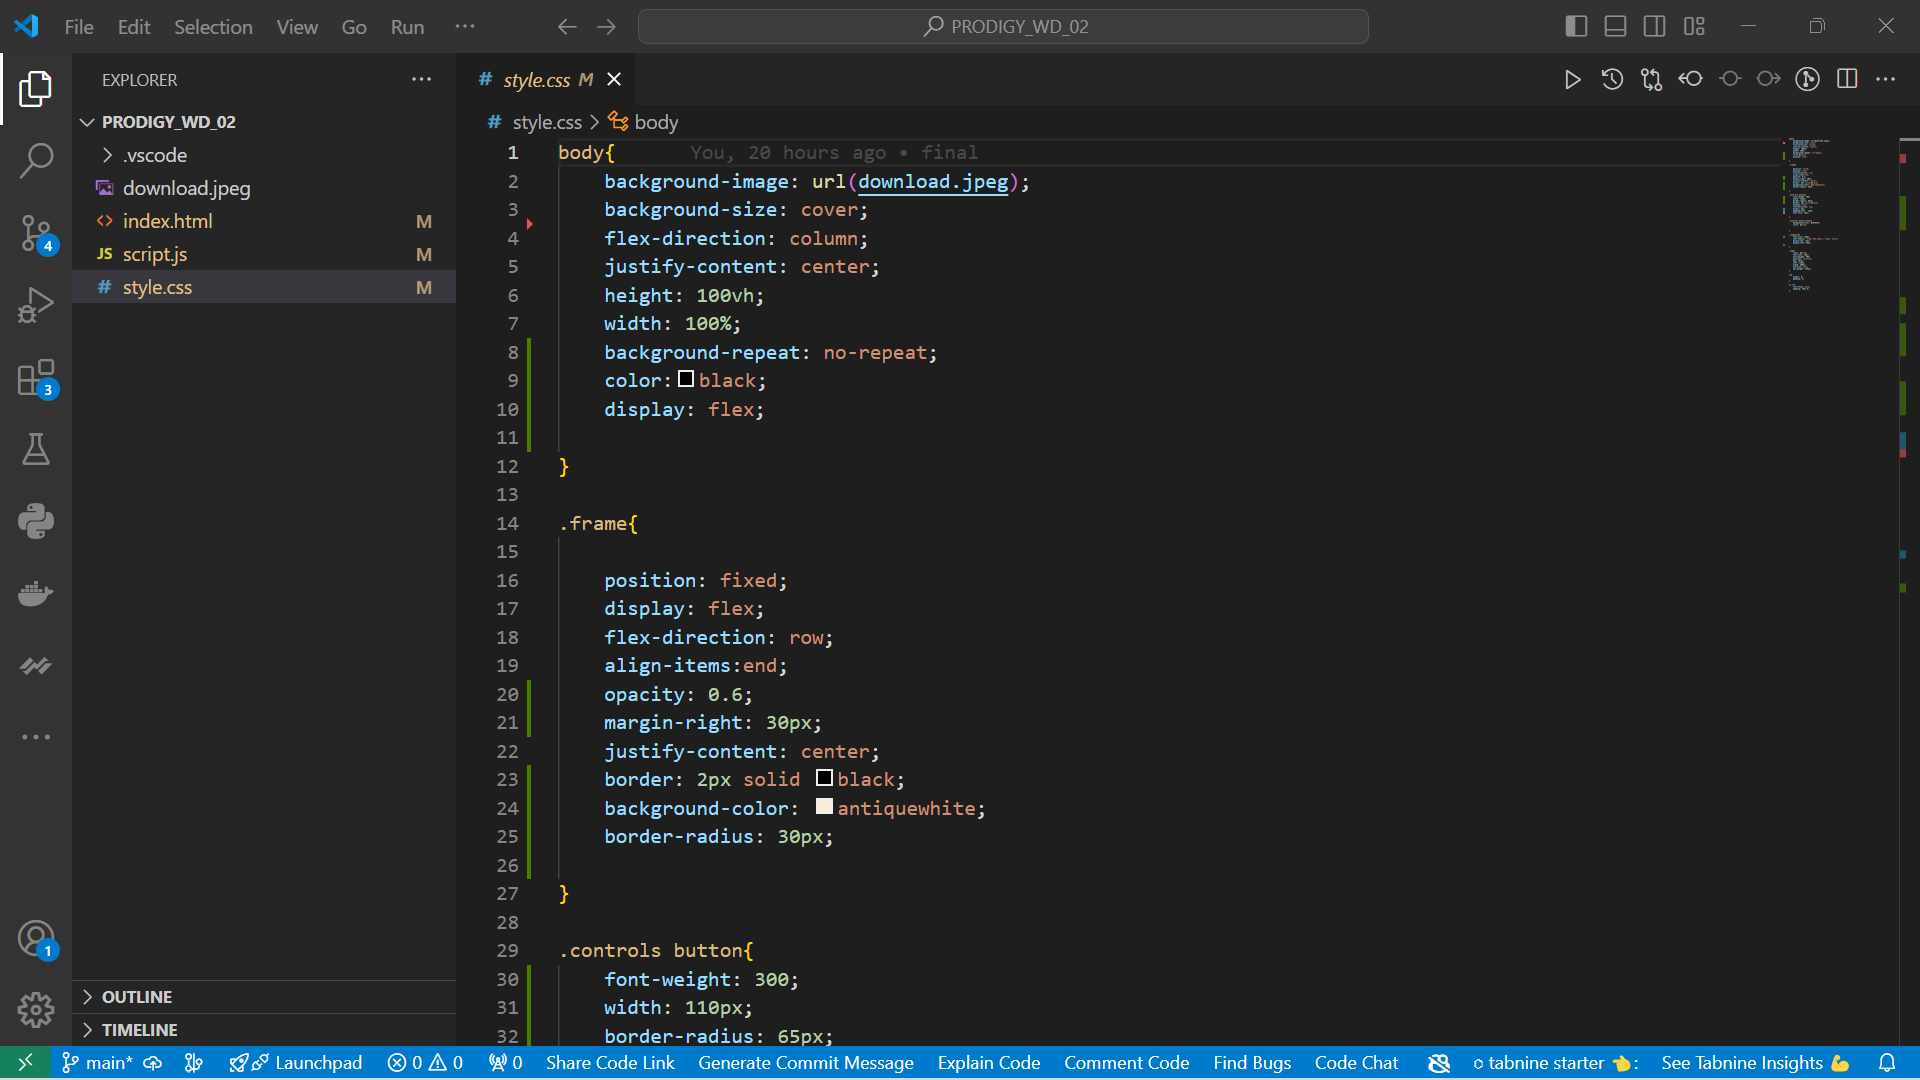 File Edit Selection View Go Run ··· PRODIGY_WD_02
EXPLORER ···
PRODIGY_WD_02
.vscode
download.jpeg
index.html M
JS script.js M
# style.css M
OUTLINE
TIMELINE
4
3
1
# style.css M
# style.css > body
1 body{ You, 20 hours ago • final
2 background-image: url(download.jpeg);
3 background-size: cover;
4 flex-direction: column;
5 justify-content: center;
6 height: 100vh;
7 width: 100%;
8 background-repeat: no-repeat;
9 color: black;
10 display: flex;
11
12 }
13
14 .frame{
15
16 position: fixed;
17 display: flex;
18 flex-direction: row;
19 align-items:end;
20 opacity: 0.6;
21 margin-right: 30px;
22 justify-content: center;
23 border: 2px solid black;
24 background-color: antiquewhite;
25 border-radius: 30px;
26
27 }
28
29 .controls button{
30 font-weight: 300;
31 width: 110px;
32 border-radius: 65px;
main* Launchpad 0 0 0 Share Code Link Generate Commit Message Explain Code Comment Code Find Bugs Code Chat tabnine starter 👈: See Tabnine Insights 💪